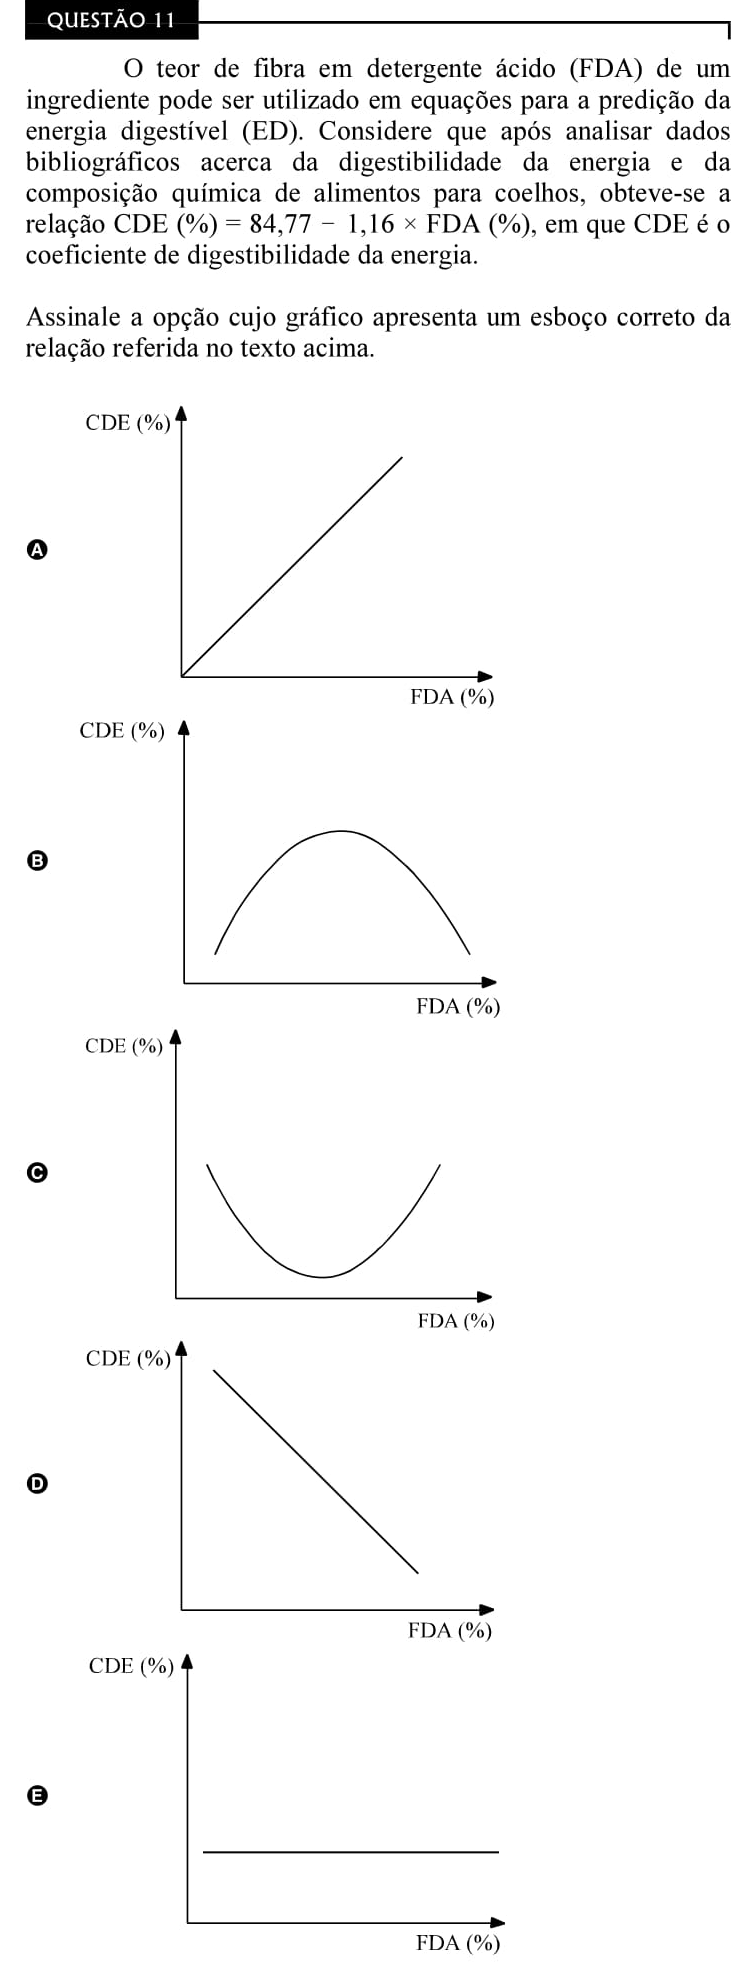 QUESTÃO 11
O teor de fibra em detergente ácido (FDA) de um
ingrediente pode ser utilizado em equações para a predição da
energia digestível (ED). Considere que após analisar dados
bibliográficos acerca da digestibilidade da energia e da
composição química de alimentos para coelhos, obteve-se a
relação CDE (%) = 84,77 − 1,16 × FDA (%), em que CDE é o
coeficiente de digestibilidade da energia.
Assinale a opção cujo gráfico apresenta um esboço correto da
relação referida no texto acima.
CDE (%)
A
FDA (%)
CDE (%)
B
FDA (%)
CDE (%)
C
FDA (%)
CDE (%)
D
FDA (%)
CDE (%)
E
FDA (%)